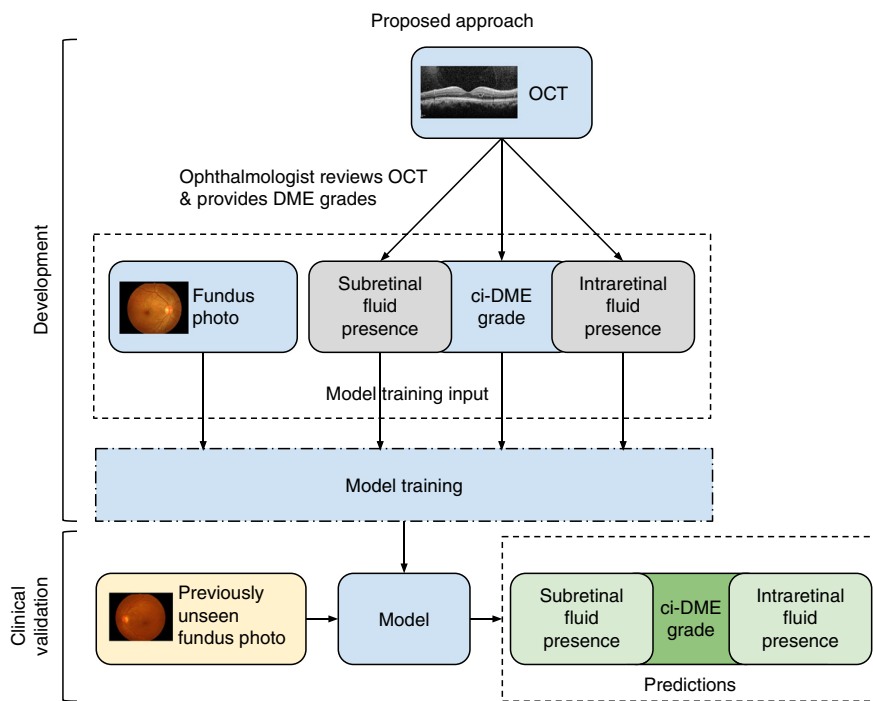 Proposed approach
OCT
Ophthalmologist reviews OCT
& provides DME grades
Development
Fundus
photo
Subretinal
fluid
presence
ci-DME
grade
Intraretinal
fluid
presence
Model training input
Model training
Clinical
validation
Previously
unseen
fundus photo
Model
Subretinal
fluid
presence
ci-DME
grade
Intraretinal
fluid
presence
Predictions